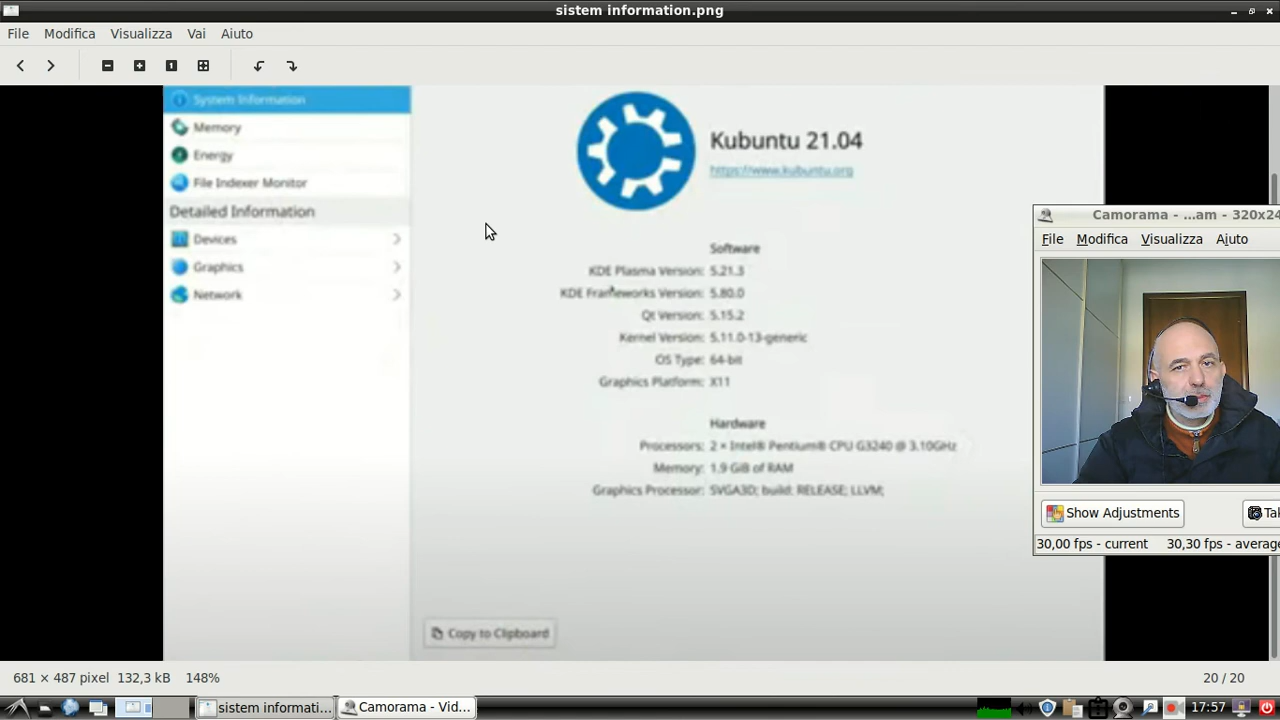 sistem information.png
File Modifica Visualizza Vai Aiuto
System Information
Memory
Energy
File Indexer Monitor
Detailed Information
Devices
Graphics
Network
Kubuntu 21.04
https://www.kubuntu.org
Software
KDE Plasma Version: 5.21.3
KDE Frameworks Version: 5.80.0
Qt Version: 5.15.2
Kernel Version: 5.11.0-13-generic
OS Type: 64-bit
Graphics Platform: X11
Hardware
Processors: 2 × Intel® Pentium® CPU G3240 @ 3.10GHz
Memory: 1.9 GiB of RAM
Graphics Processor: SVGA3D; build: RELEASE; LLVM;
Copy to Clipboard
Camorama - ...am - 320x24
File Modifica Visualizza Aiuto
Show Adjustments
Tak
30,00 fps - current 30,30 fps - average
681 × 487 pixel 132,3 kB 148%
20 / 20
sistem informati...
Camorama - Vid...
17:57